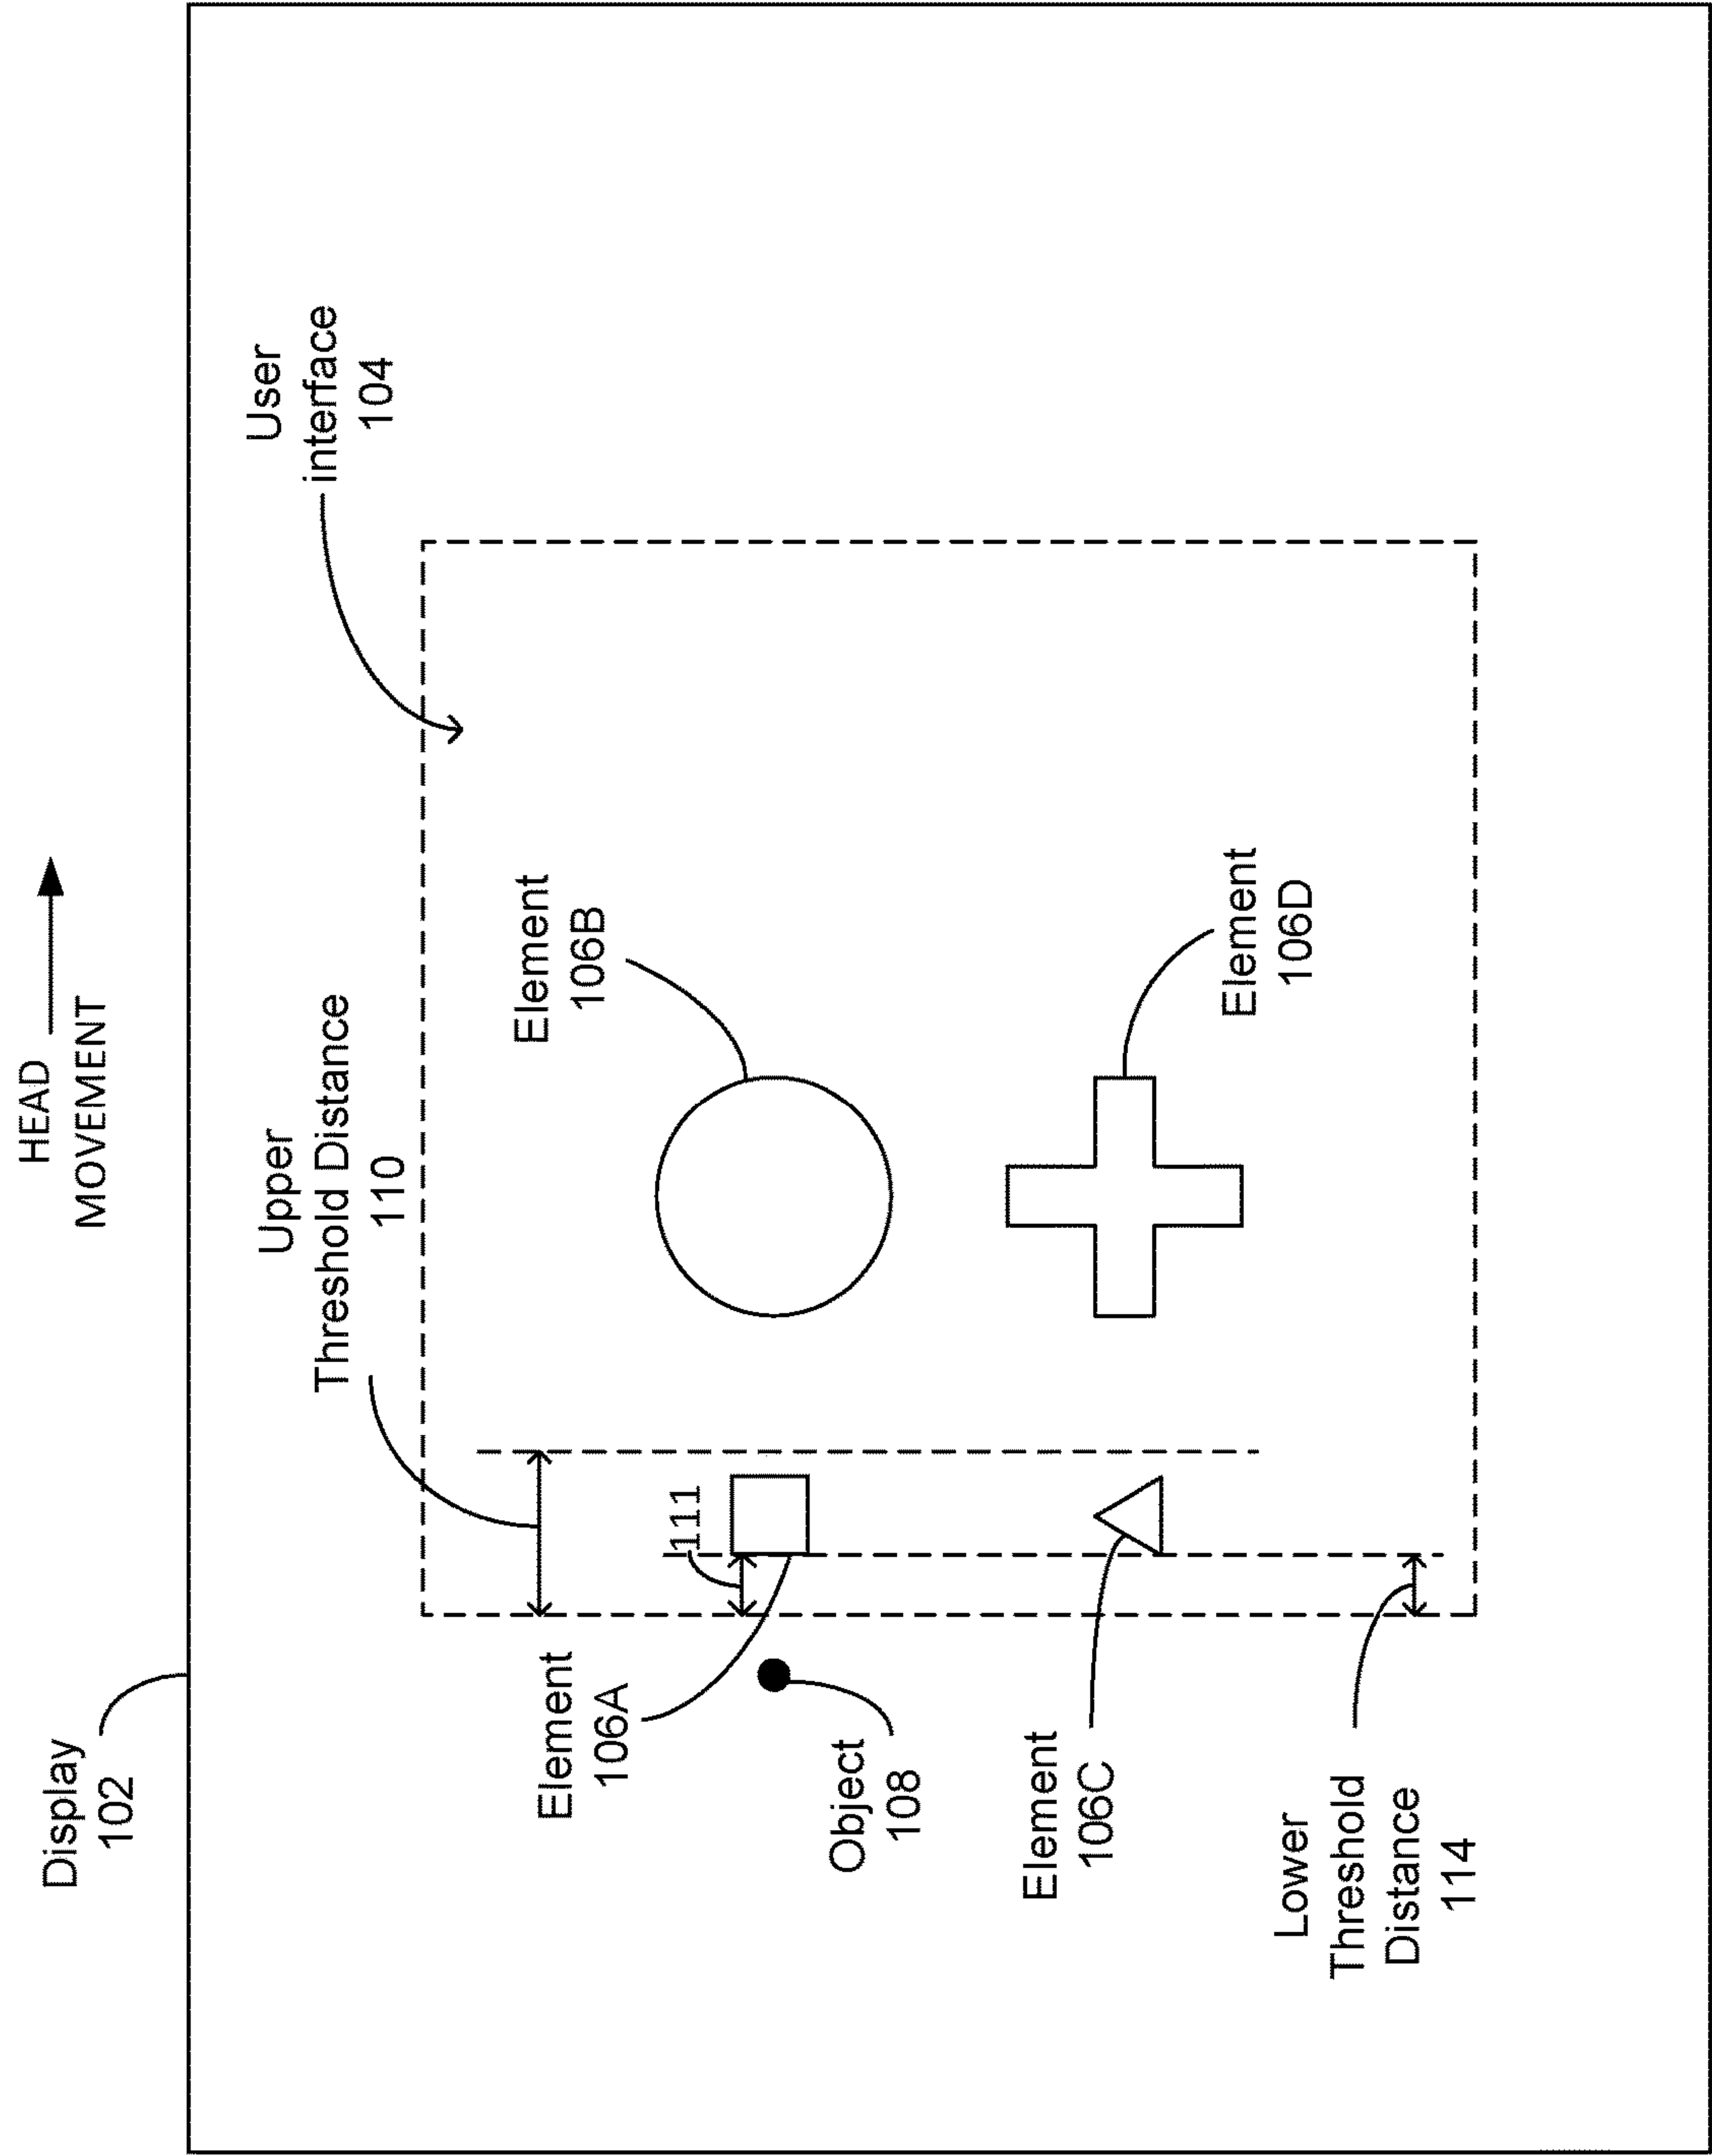 HEAD
MOVEMENT
Display
102
Upper
Threshold Distance
110
User
interface
104
Element
106B
111
Element
106A
Object
108
Element
106C
Element
106D
Lower
Threshold
Distance
114